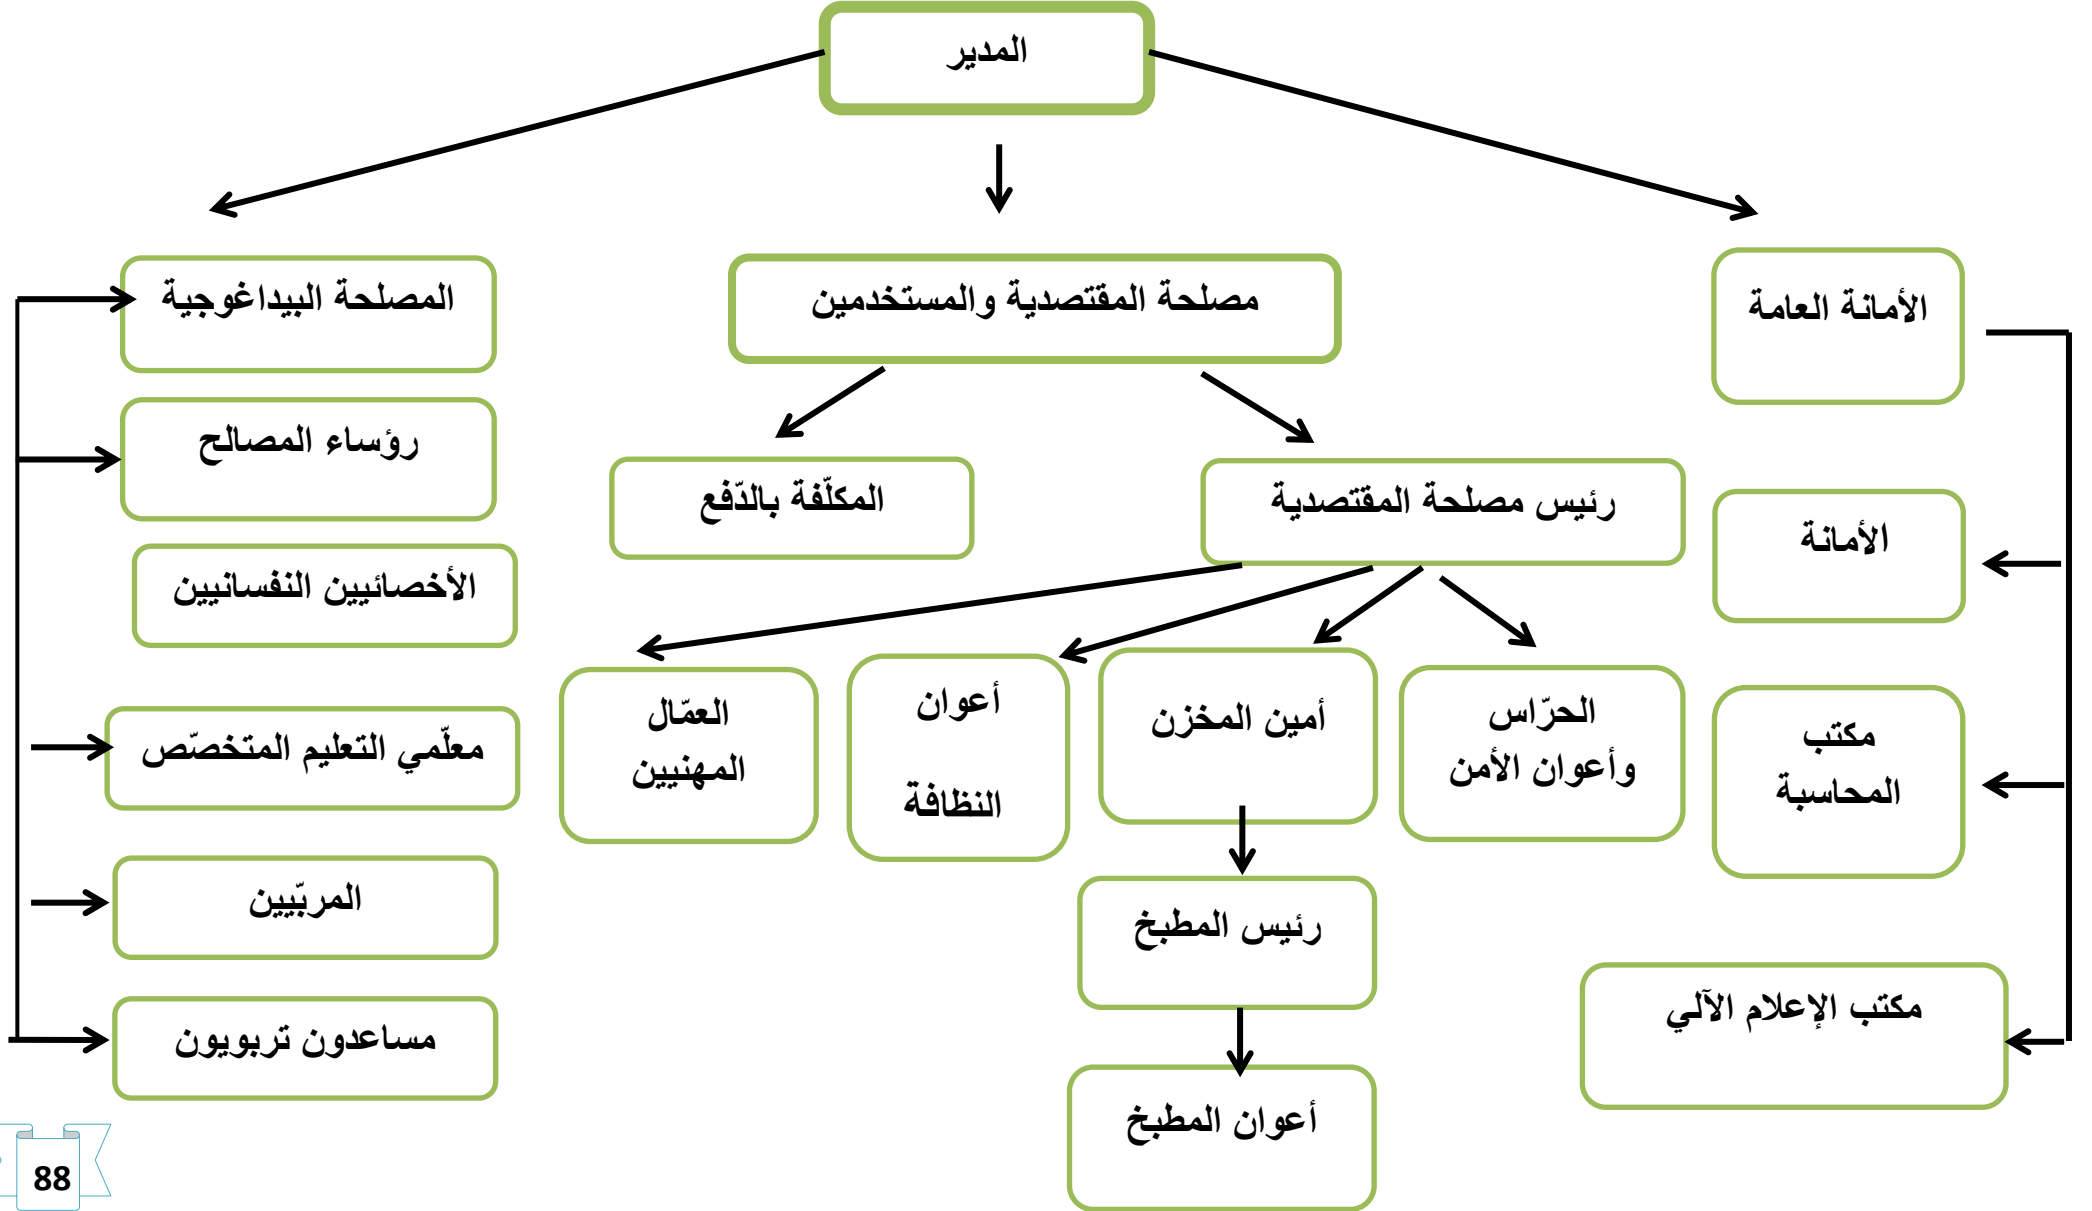 المدير
الأمانة العامة
مصلحة المقتصدية والمستخدمين
المصلحة البيداغوجية
رؤساء المصالح
رئيس مصلحة المقتصدية
المكلّفة بالدّفع
الأمانة
الأخصائيين النفسانيين
مكتب
المحاسبة
الحرّاس
وأعوان الأمن
أمين المخزن
أعوان
النظافة
العمّال
المهنيين
معلّمي التعليم المتخصّص
المربّيين
رئيس المطبخ
مكتب الإعلام الآلي
مساعدون تربويون
أعوان المطبخ
88